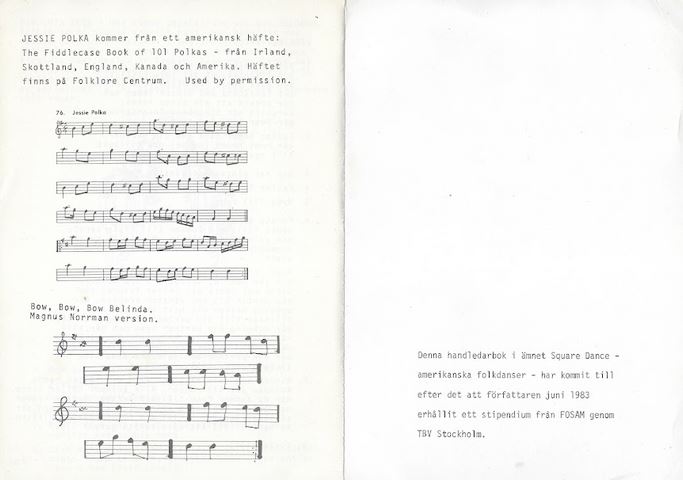 JESSIE POLKA kommer från ett amerikansk häfte:
The Fiddlecase Book of 101 Polkas - från Irland,
Skottland, England, Kanada och Amerika. Häftet
finns på Folklore Centrum. Used by permission.
76. Jessie Polka
Bow, Bow, Bow Belinda.
Magnus Norrman version.
Denna handledarbok i ämnet Square Dance -
amerikanska folkdanser - har kommit till
efter det att författaren juni 1983
erhållit ett stipendium från FOSAM genom
TBV Stockholm.